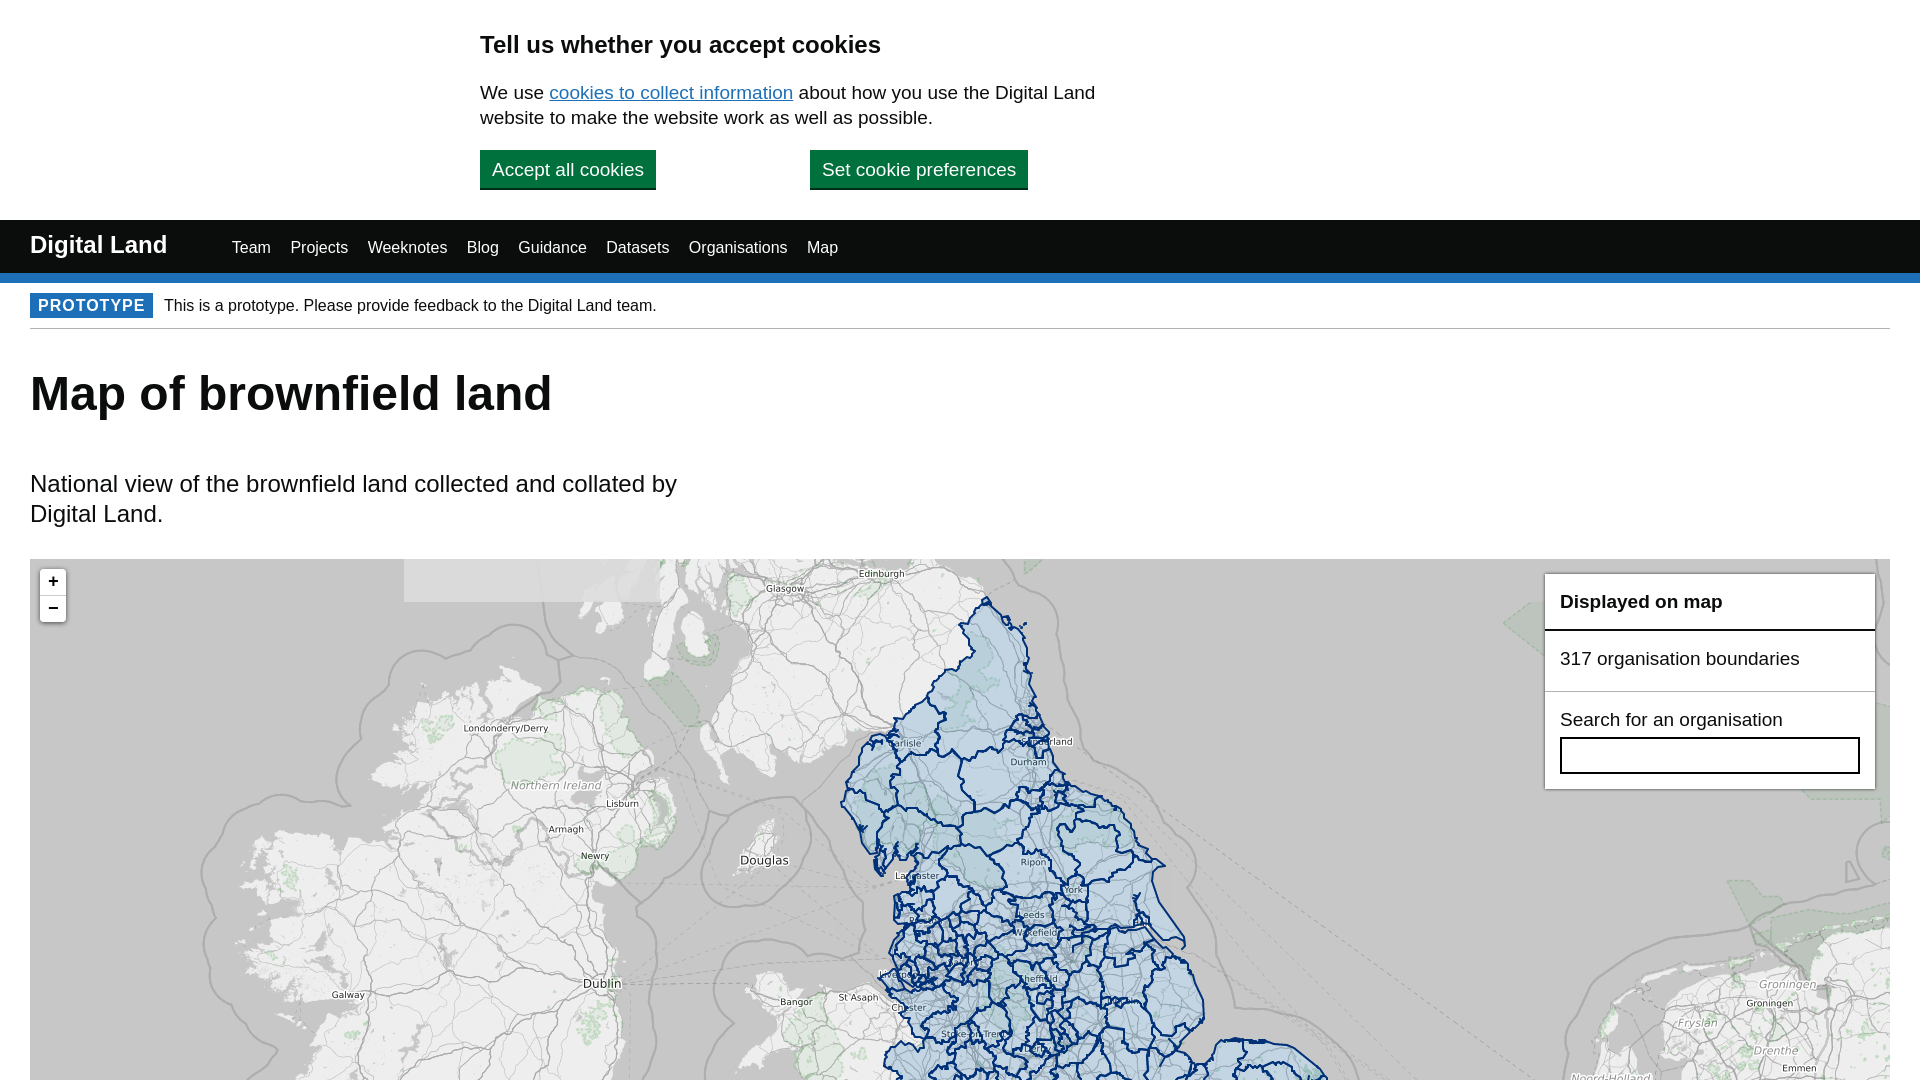 Tell us whether you accept cookies
We use cookies to collect information about how you use the Digital Land
website to make the website work as well as possible.
Accept all cookies
Set cookie preferences
Digital Land
Team Projects Weeknotes Blog Guidance Datasets Organisations Map
PROTOTYPE This is a prototype. Please provide feedback to the Digital Land team.
Map of brownfield land
National view of the brownfield land collected and collated by
Digital Land.
+
−
Displayed on map
317 organisation boundaries
Search for an organisation
Edinburgh
Glasgow
Londonderry/Derry
Carlisle
Sunderland
Durham
Northern Ireland
Lisburn
Armagh
Newry
Douglas
Ripon
Lancaster
York
Leeds
Wakefield
Liverpool
Sheffield
Dublin
Galway
Bangor
St Asaph
Chester
Stoke-on-Trent
Derby
Groningen
Groningen
Fryslân
Drenthe
Emmen
Noord-Holland